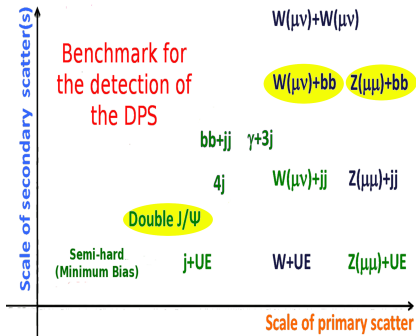 W(μν)+W(μν)
Benchmark for
the detection of
the DPS
W(μν)+bb
Z(μμ)+bb
bb+jj
γ+3j
4j
W(μν)+jj
Z(μμ)+jj
Double J/Ψ
Semi-hard
(Minimum Bias)
j+UE
W+UE
Z(μμ)+UE
Scale of secondary scatter(s)
Scale of primary scatter